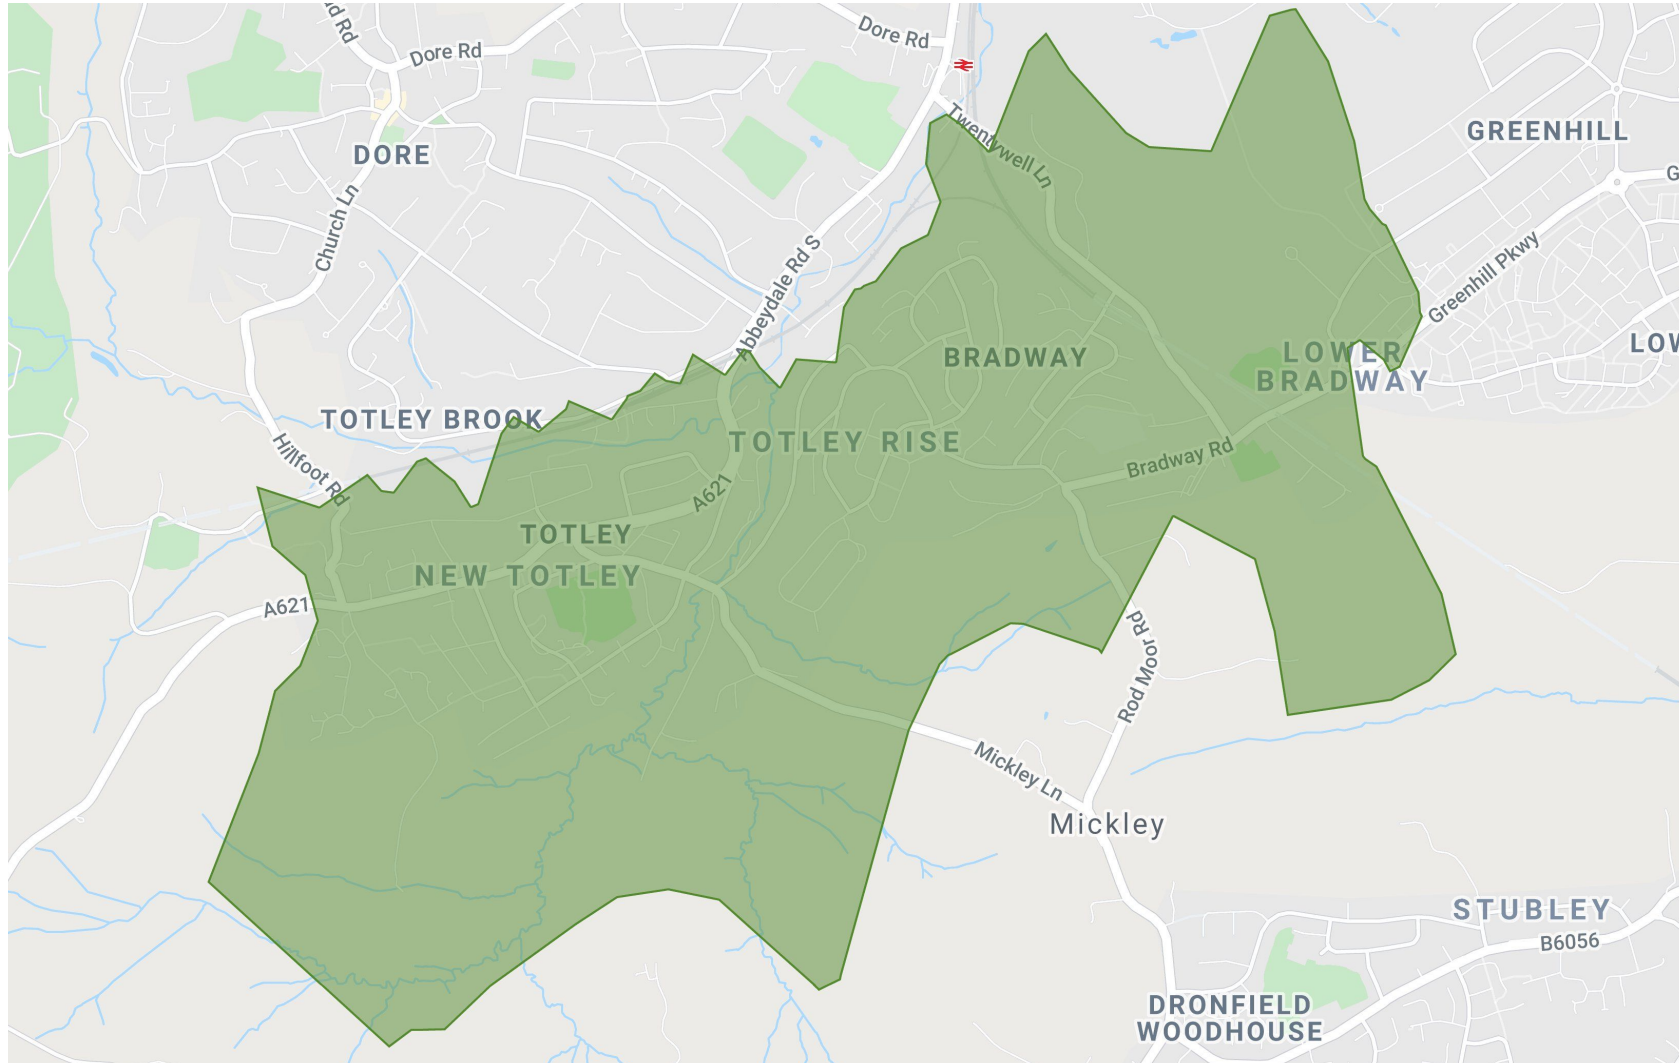 Rd
Dore Rd
Dore Rd
Twentywell Ln
GREENHILL
DORE
Church Ln
Abbeydale Rd S
Greenhill Pkwy
G
BRADWAY
LOWER
BRADWAY
LOW
TOTLEY BROOK
TOTLEY RISE
Hillfoot Rd
Bradway Rd
A621
TOTLEY
NEW TOTLEY
A621
Rod Moor Rd
Mickley Ln
Mickley
STUBLEY
B6056
DRONFIELD
WOODHOUSE